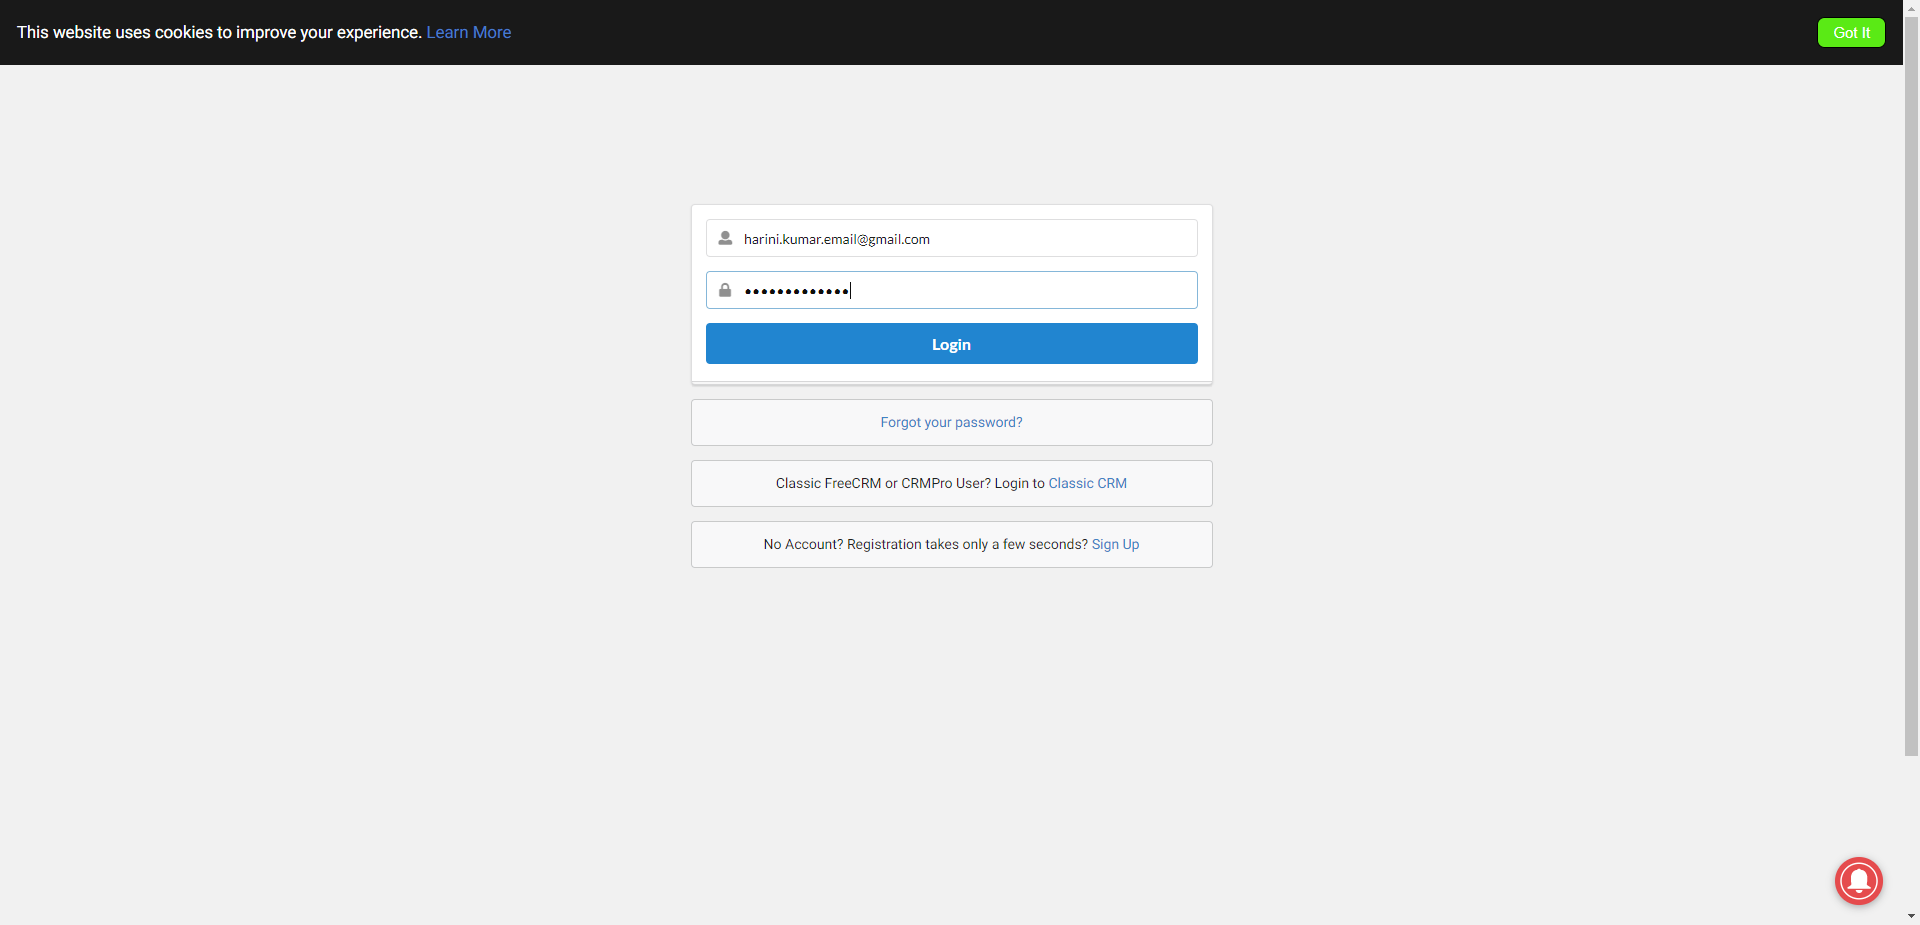 This website uses cookies to improve your experience. Learn More
Got It
harini.kumar.email@gmail.com
•••••••••••••
Login
Forgot your password?
Classic FreeCRM or CRMPro User? Login to Classic CRM
No Account? Registration takes only a few seconds? Sign Up